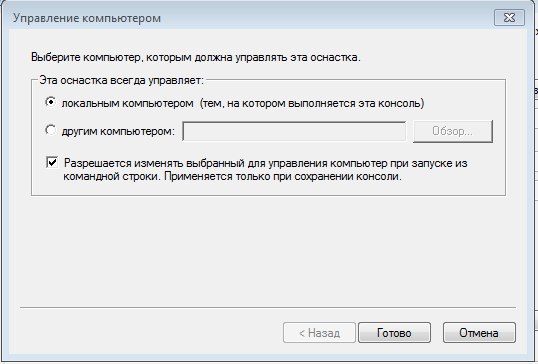 Управление компьютером
Выберите компьютер, которым должна управлять эта оснастка.
Эта оснастка всегда управляет:
локальным компьютером (тем, на котором выполняется эта консоль)
другим компьютером:
Обзор...
Разрешается изменять выбранный для управления компьютер при запуске из
командной строки. Применяется только при сохранении консоли.
< Назад
Готово
Отмена